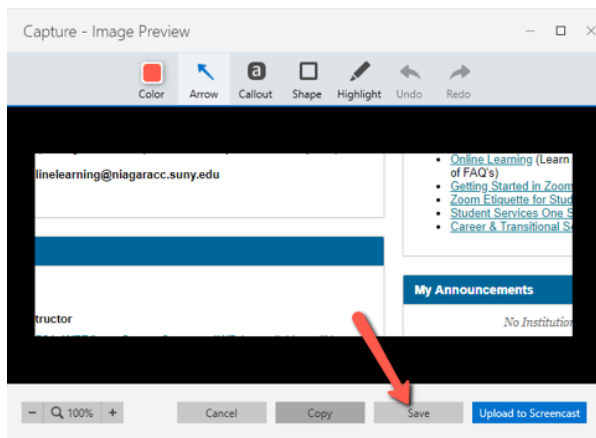 Capture - Image Preview
a
Color Arrow Callout Shape Highlight Undo Redo
linelearning@niagaracc.suny.edu
Online Learning (Learn
of FAQ's)
Getting Started in Zoom
Zoom Etiquette for Stud
Student Services One S
Career & Transitional S
My Announcements
No Institution
tructor
− 100% + Cancel Copy Save Upload to Screencast